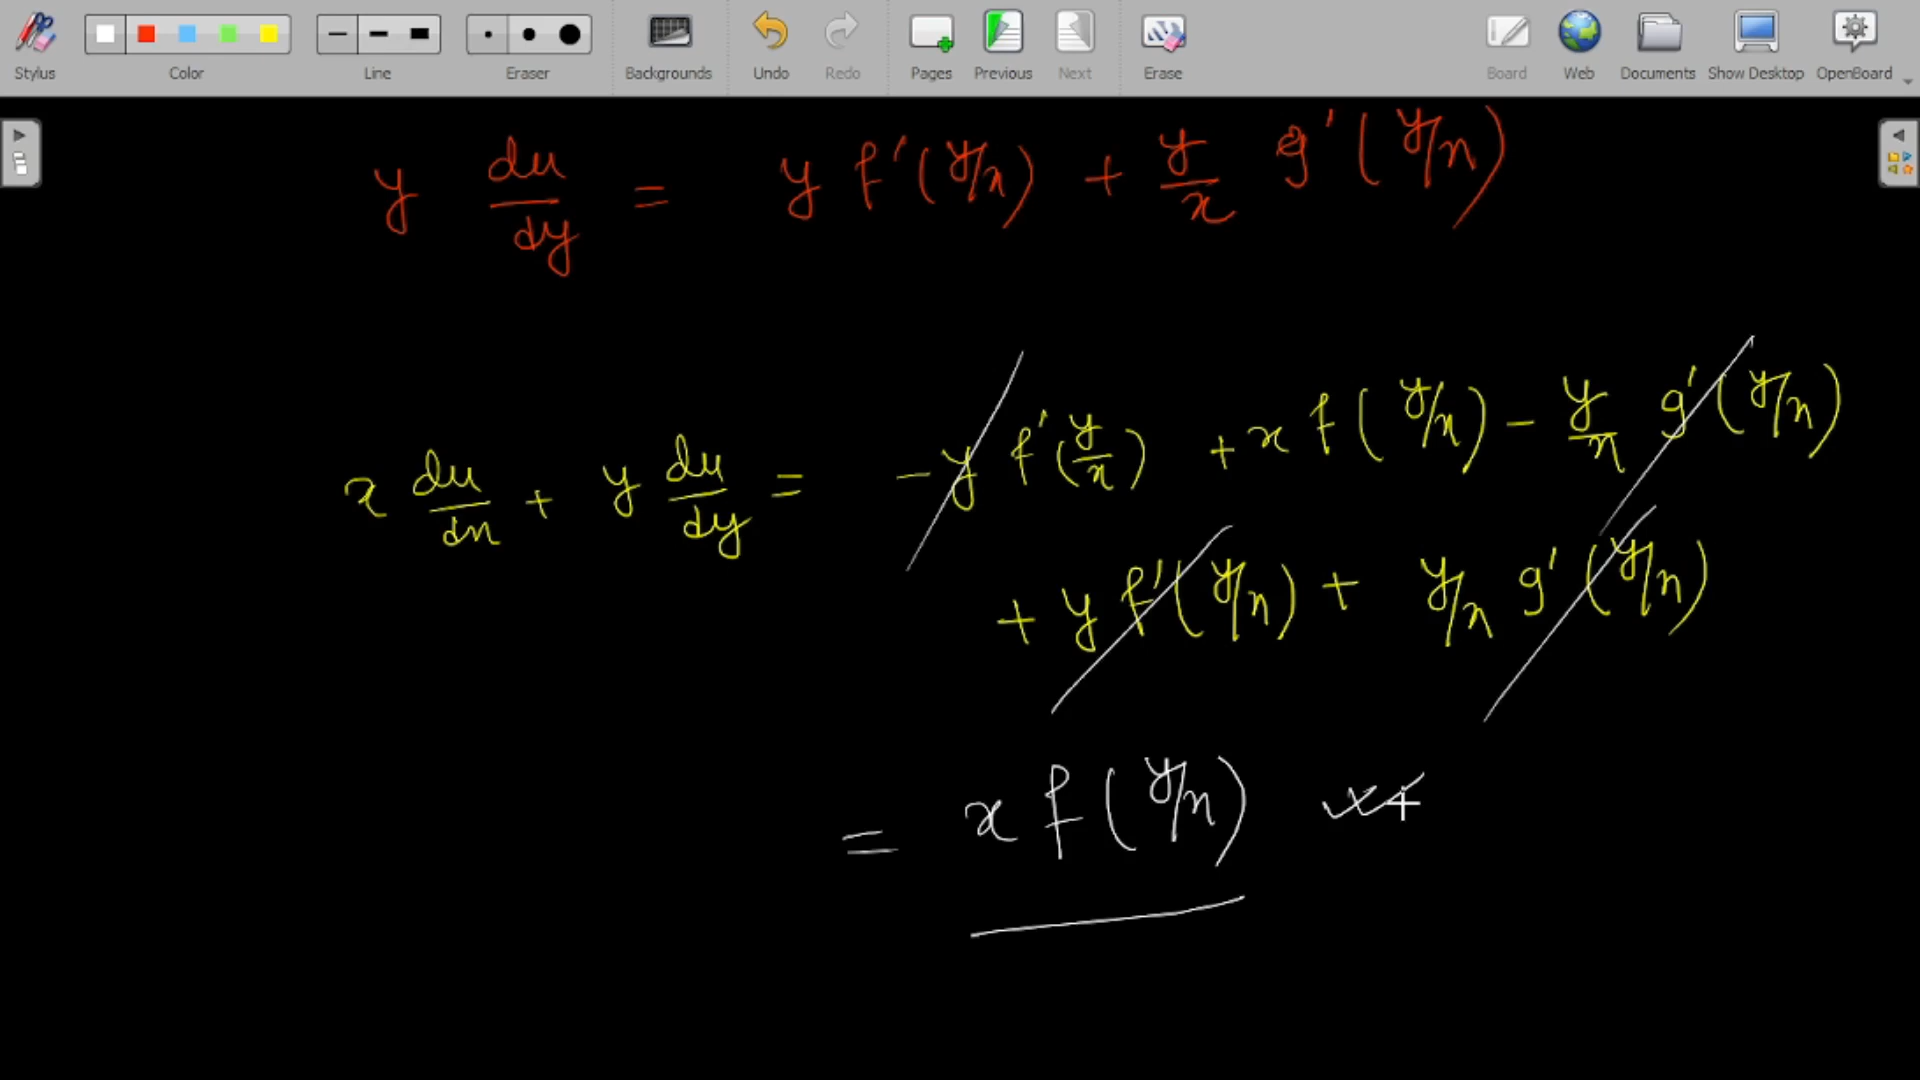 Stylus Color Line Eraser Backgrounds Undo Redo Pages Previous Next Erase Board Web Documents Show Desktop OpenBoard
y du/dy = y f'(y/x) + y/x g'(y/x)
x du/dx + y du/dy = -y f'(y/x) + x f(y/x) - y/x g'(y/x)
+ y f'(y/x) + y/x g'(y/x)
= x f(y/x)